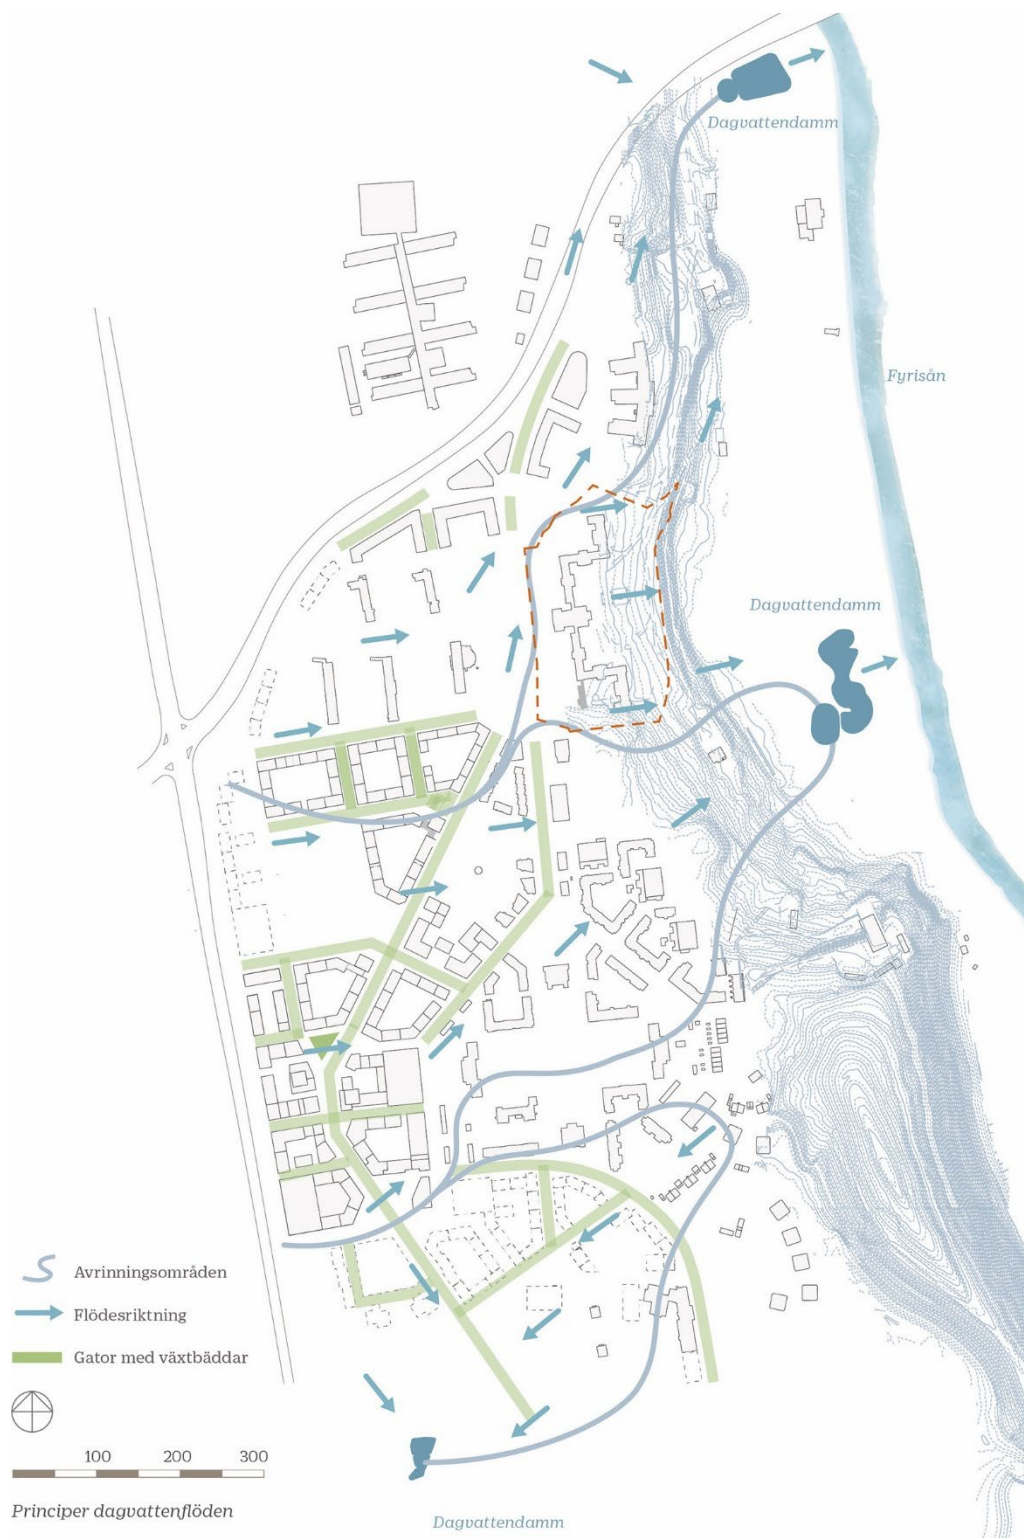 Dagvattendamm
Fyrisån
Dagvattendamm
Avrinningsområden
Flödesriktning
Gator med växtbäddar
100 200 300
Principer dagvattenflöden
Dagvattendamm